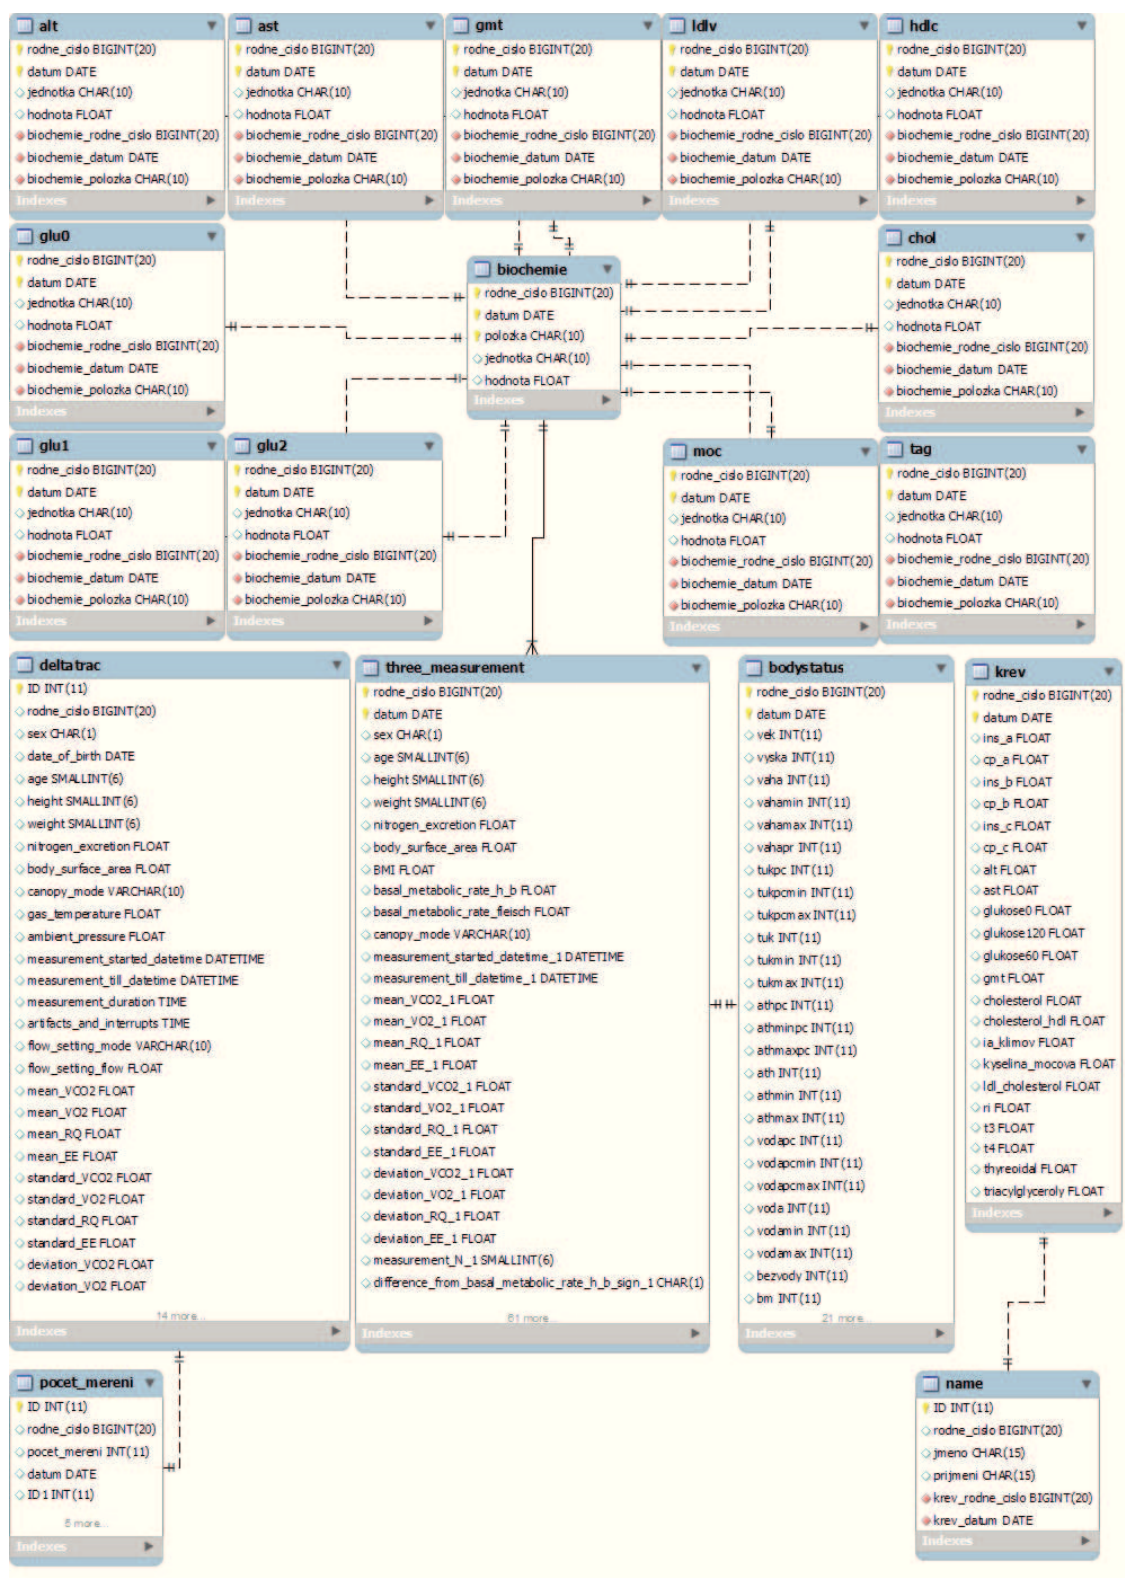 alt
rodne_cislo BIGINT(20)
datum DATE
jednotka CHAR(10)
hodnota FLOAT
biochemie_rodne_cislo BIGINT(20)
biochemie_datum DATE
biochemie_polozka CHAR(10)
Indexes
ast
rodne_cislo BIGINT(20)
datum DATE
jednotka CHAR(10)
hodnota FLOAT
biochemie_rodne_cislo BIGINT(20)
biochemie_datum DATE
biochemie_polozka CHAR(10)
Indexes
gmt
rodne_cislo BIGINT(20)
datum DATE
jednotka CHAR(10)
hodnota FLOAT
biochemie_rodne_cislo BIGINT(20)
biochemie_datum DATE
biochemie_polozka CHAR(10)
Indexes
ldlv
rodne_cislo BIGINT(20)
datum DATE
jednotka CHAR(10)
hodnota FLOAT
biochemie_rodne_cislo BIGINT(20)
biochemie_datum DATE
biochemie_polozka CHAR(10)
Indexes
hdlc
rodne_cislo BIGINT(20)
datum DATE
jednotka CHAR(10)
hodnota FLOAT
biochemie_rodne_cislo BIGINT(20)
biochemie_datum DATE
biochemie_polozka CHAR(10)
Indexes
glu0
rodne_cislo BIGINT(20)
datum DATE
jednotka CHAR(10)
hodnota FLOAT
biochemie_rodne_cislo BIGINT(20)
biochemie_datum DATE
biochemie_polozka CHAR(10)
Indexes
biochemie
rodne_cislo BIGINT(20)
datum DATE
polozka CHAR(10)
jednotka CHAR(10)
hodnota FLOAT
Indexes
chol
rodne_cislo BIGINT(20)
datum DATE
jednotka CHAR(10)
hodnota FLOAT
biochemie_rodne_cislo BIGINT(20)
biochemie_datum DATE
biochemie_polozka CHAR(10)
Indexes
glu1
rodne_cislo BIGINT(20)
datum DATE
jednotka CHAR(10)
hodnota FLOAT
biochemie_rodne_cislo BIGINT(20)
biochemie_datum DATE
biochemie_polozka CHAR(10)
Indexes
glu2
rodne_cislo BIGINT(20)
datum DATE
jednotka CHAR(10)
hodnota FLOAT
biochemie_rodne_cislo BIGINT(20)
biochemie_datum DATE
biochemie_polozka CHAR(10)
Indexes
moc
rodne_cislo BIGINT(20)
datum DATE
jednotka CHAR(10)
hodnota FLOAT
biochemie_rodne_cislo BIGINT(20)
biochemie_datum DATE
biochemie_polozka CHAR(10)
Indexes
tag
rodne_cislo BIGINT(20)
datum DATE
jednotka CHAR(10)
hodnota FLOAT
biochemie_rodne_cislo BIGINT(20)
biochemie_datum DATE
biochemie_polozka CHAR(10)
Indexes
deltatrac
ID INT(11)
rodne_cislo BIGINT(20)
sex CHAR(1)
date_of_birth DATE
age SMALLINT(6)
height SMALLINT(6)
weight SMALLINT(6)
nitrogen_excretion FLOAT
body_surface_area FLOAT
canopy_mode VARCHAR(10)
gas_temperature FLOAT
ambient_pressure FLOAT
measurement_started_datetime DATETIME
measurement_till_datetime DATETIME
measurement_duration TIME
artifacts_and_interrupts TIME
flow_setting_mode VARCHAR(10)
flow_setting_flow FLOAT
mean_VCO2 FLOAT
mean_VO2 FLOAT
mean_RQ FLOAT
mean_EE FLOAT
standard_VCO2 FLOAT
standard_VO2 FLOAT
standard_RQ FLOAT
standard_EE FLOAT
deviation_VCO2 FLOAT
deviation_VO2 FLOAT
14 more...
Indexes
three_measurement
rodne_cislo BIGINT(20)
datum DATE
sex CHAR(1)
age SMALLINT(6)
height SMALLINT(6)
weight SMALLINT(6)
nitrogen_excretion FLOAT
body_surface_area FLOAT
BMI FLOAT
basal_metabolic_rate_h_b FLOAT
basal_metabolic_rate_fleisch FLOAT
canopy_mode VARCHAR(10)
measurement_started_datetime_1 DATETIME
measurement_till_datetime_1 DATETIME
mean_VCO2_1 FLOAT
mean_VO2_1 FLOAT
mean_RQ_1 FLOAT
mean_EE_1 FLOAT
standard_VCO2_1 FLOAT
standard_VO2_1 FLOAT
standard_RQ_1 FLOAT
standard_EE_1 FLOAT
deviation_VCO2_1 FLOAT
deviation_VO2_1 FLOAT
deviation_RQ_1 FLOAT
deviation_EE_1 FLOAT
measurement_N_1 SMALLINT(6)
difference_from_basal_metabolic_rate_h_b_sign_1 CHAR(1)
61 more...
Indexes
bodystatus
rodne_cislo BIGINT(20)
datum DATE
vek INT(11)
vyska INT(11)
vaha INT(11)
vahamin INT(11)
vahamax INT(11)
vahapr INT(11)
tukpc INT(11)
tukpcmin INT(11)
tukpcmax INT(11)
tuk INT(11)
tukmin INT(11)
tukmax INT(11)
athpc INT(11)
athminpc INT(11)
athmaxpc INT(11)
ath INT(11)
athmin INT(11)
athmax INT(11)
vodapc INT(11)
vodapcmin INT(11)
vodapcmax INT(11)
voda INT(11)
vodamin INT(11)
vodamax INT(11)
bezvody INT(11)
bm INT(11)
21 more...
Indexes
krev
rodne_cislo BIGINT(20)
datum DATE
ins_a FLOAT
cp_a FLOAT
ins_b FLOAT
cp_b FLOAT
ins_c FLOAT
cp_c FLOAT
alt FLOAT
ast FLOAT
glukose0 FLOAT
glukose120 FLOAT
glukose60 FLOAT
gmt FLOAT
cholesterol FLOAT
cholesterol_hdl FLOAT
ia_klimov FLOAT
kyselina_mocova FLOAT
ldl_cholesterol FLOAT
ri FLOAT
t3 FLOAT
t4 FLOAT
thyreoidal FLOAT
triacylglyceroly FLOAT
Indexes
pocet_mereni
ID INT(11)
rodne_cislo BIGINT(20)
pocet_mereni INT(11)
datum DATE
ID1 INT(11)
more...
Indexes
name
ID INT(11)
rodne_cislo BIGINT(20)
jmeno CHAR(15)
prijmeni CHAR(15)
krev_rodne_cislo BIGINT(20)
krev_datum DATE
Indexes